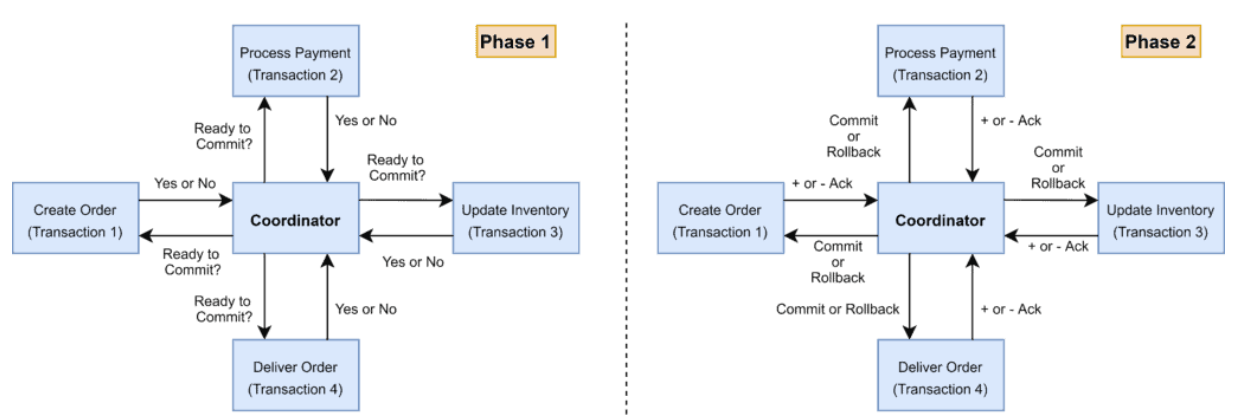 Phase 1
Process Payment
(Transaction 2)
Ready to
Commit?
Yes or No
Ready to
Commit?
Yes or No
Create Order
(Transaction 1)
Coordinator
Update Inventory
(Transaction 3)
Ready to
Commit?
Yes or No
Ready to
Commit?
Yes or No
Deliver Order
(Transaction 4)
Phase 2
Process Payment
(Transaction 2)
Commit
or
Rollback
+ or - Ack
Commit
or
Rollback
+ or - Ack
Create Order
(Transaction 1)
Coordinator
Update Inventory
(Transaction 3)
Commit
or
Rollback
+ or - Ack
Commit or Rollback
+ or - Ack
Deliver Order
(Transaction 4)